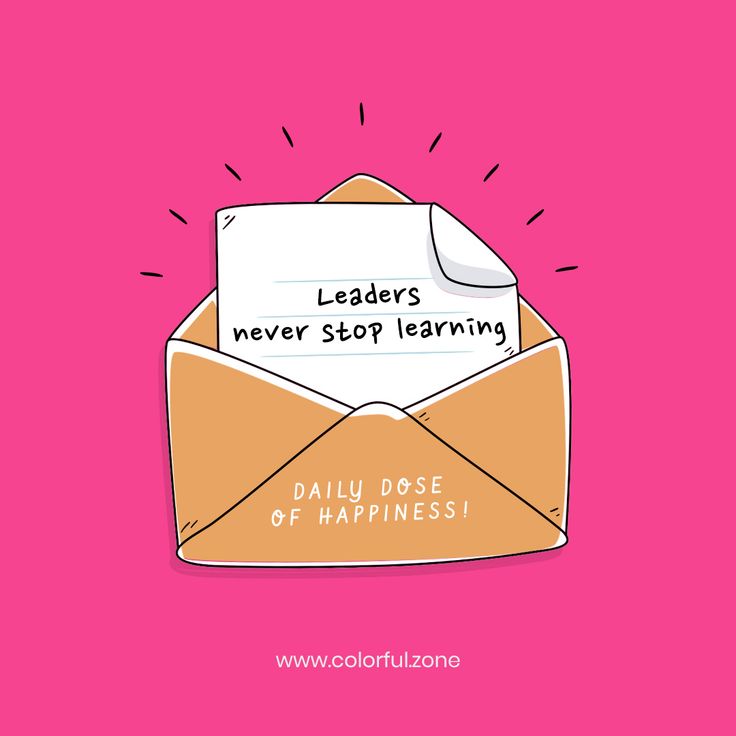 Leaders
never stop learning
DAILY DOSE
OF HAPPINESS!
www.colorful.zone